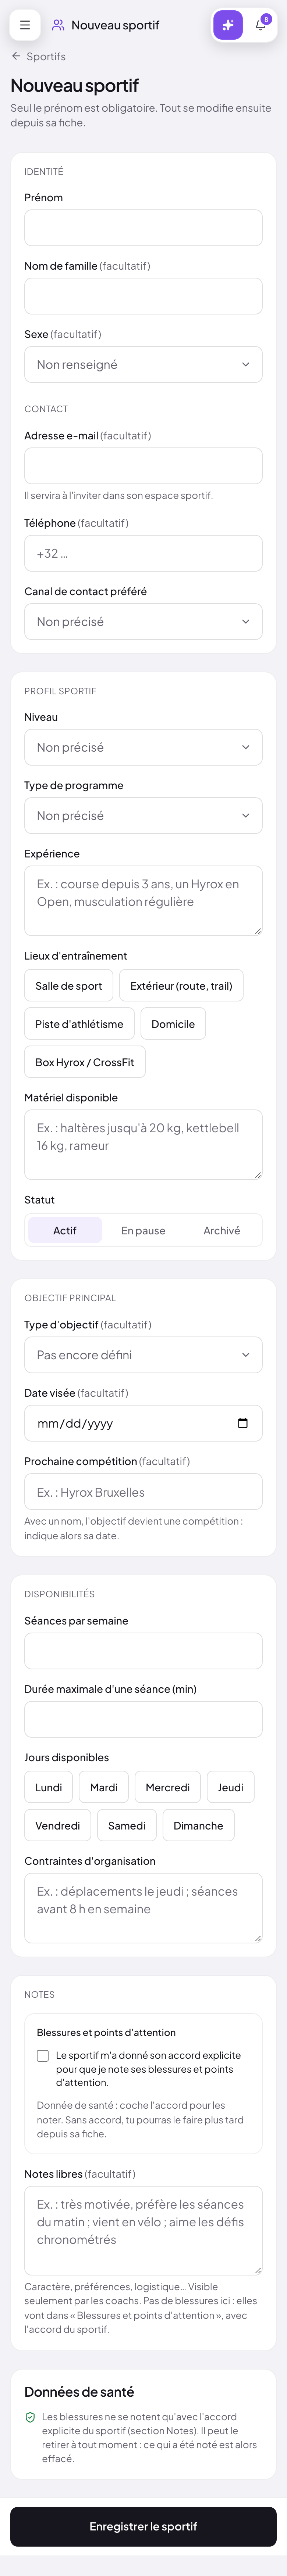 Nouveau sportif
8
Sportifs
Nouveau sportif
Seul le prénom est obligatoire. Tout se modifie ensuite
depuis sa fiche.
IDENTITÉ
Prénom
Nom de famille (facultatif)
Sexe (facultatif)
Non renseigné
CONTACT
Adresse e-mail (facultatif)
Il servira à l'inviter dans son espace sportif.
Téléphone (facultatif)
+32 …
Canal de contact préféré
Non précisé
PROFIL SPORTIF
Niveau
Non précisé
Type de programme
Non précisé
Expérience
Ex. : course depuis 3 ans, un Hyrox en
Open, musculation régulière
Lieux d'entraînement
Salle de sport
Extérieur (route, trail)
Piste d'athlétisme
Domicile
Box Hyrox / CrossFit
Matériel disponible
Ex. : haltères jusqu'à 20 kg, kettlebell
16 kg, rameur
Statut
Actif
En pause
Archivé
OBJECTIF PRINCIPAL
Type d'objectif (facultatif)
Pas encore défini
Date visée (facultatif)
mm/dd/yyyy
Prochaine compétition (facultatif)
Ex. : Hyrox Bruxelles
Avec un nom, l'objectif devient une compétition :
indique alors sa date.
DISPONIBILITÉS
Séances par semaine
Durée maximale d'une séance (min)
Jours disponibles
Lundi
Mardi
Mercredi
Jeudi
Vendredi
Samedi
Dimanche
Contraintes d'organisation
Ex. : déplacements le jeudi ; séances
avant 8 h en semaine
NOTES
Blessures et points d'attention
Le sportif m'a donné son accord explicite
pour que je note ses blessures et points
d'attention.
Donnée de santé : coche l'accord pour les
noter. Sans accord, tu pourras le faire plus tard
depuis sa fiche.
Notes libres (facultatif)
Ex. : très motivée, préfère les séances
du matin ; vient en vélo ; aime les défis
chronométrés
Caractère, préférences, logistique… Visible
seulement par les coachs. Pas de blessures ici : elles
vont dans « Blessures et points d'attention », avec
l'accord du sportif.
Données de santé
Les blessures ne se notent qu'avec l'accord
explicite du sportif (section Notes). Il peut le
retirer à tout moment : ce qui a été noté est alors
effacé.
Enregistrer le sportif